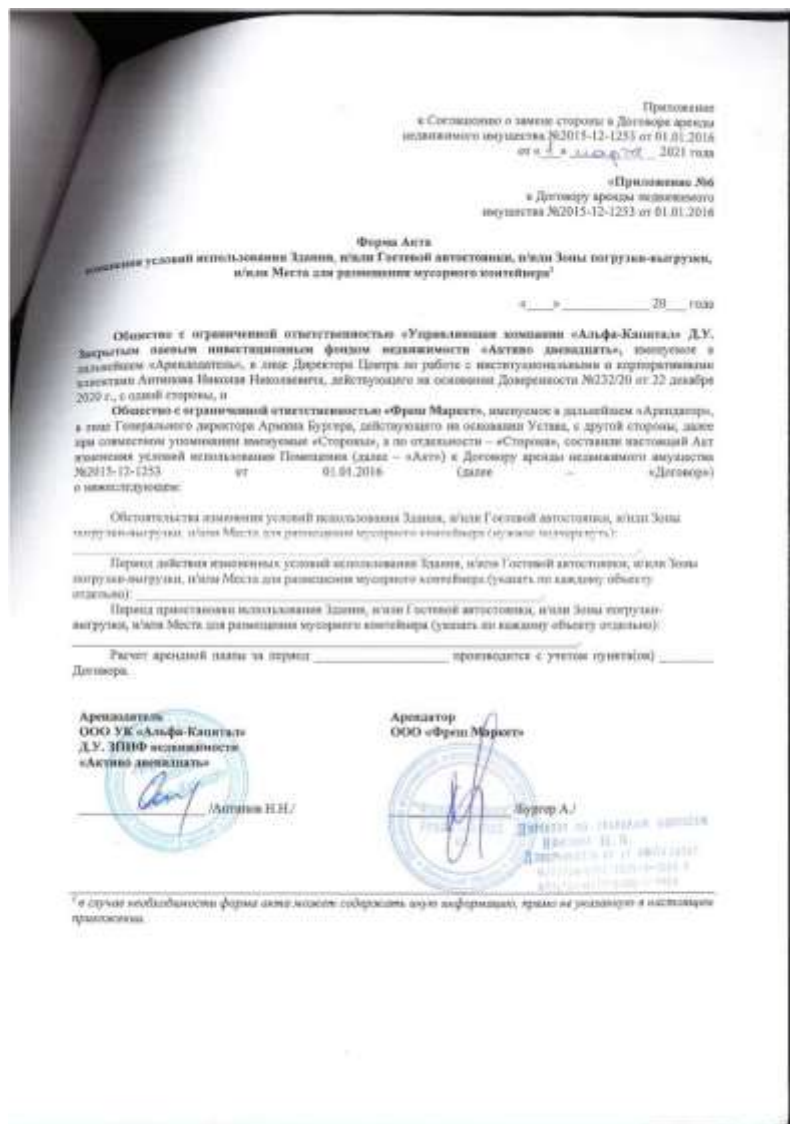 Приложение
к Соглашению о замене стороны в Договоре аренды
недвижимого имущества №2015-12-1253 от 01.01.2016
от «1» марта 2021 года
«Приложение №6
к Договору аренды недвижимого
имущества №2015-12-1253 от 01.01.2016
Форма Акта
изменения условий использования Здания, и/или Гостевой автостоянки, и/или Зоны погрузки-выгрузки,
и/или Места для размещения мусорного контейнера¹
«____» ______________ 20___ года
Общество с ограниченной ответственностью «Управляющая компания «Альфа-Капитал» Д.У.
Закрытым паевым инвестиционным фондом недвижимости «Активо двенадцать», именуемое в
дальнейшем «Арендодатель», в лице Директора Центра по работе с институциональными и корпоративными
клиентами Антипова Николая Николаевича, действующего на основании Доверенности №232/20 от 22 декабря
2020 г., с одной стороны, и
Общество с ограниченной ответственностью «Фреш Маркет», именуемое в дальнейшем «Арендатор»,
в лице Генерального директора Армина Бургера, действующего на основании Устава, с другой стороны, далее
при совместном упоминании именуемые «Стороны», а по отдельности – «Сторона», составили настоящий Акт
изменения условий использования Помещения (далее – «Акт») к Договору аренды недвижимого имущества
№2015-12-1253 от 01.01.2016 (далее – «Договор»)
о нижеследующем:
Обстоятельства изменения условий использования Здания, и/или Гостевой автостоянки, и/или Зоны
погрузки-выгрузки, и/или Места для размещения мусорного контейнера (нужное подчеркнуть):
Период действия измененных условий использования Здания, и/или Гостевой автостоянки, и/или Зоны
погрузки-выгрузки, и/или Места для размещения мусорного контейнера (указать по каждому объекту
отдельно):
Период приостановки использования Здания, и/или Гостевой автостоянки, и/или Зоны погрузки-
выгрузки, и/или Места для размещения мусорного контейнера (указать по каждому объекту отдельно):
Расчет арендной платы за период ____________________ производится с учетом пункта(ов) ________
Договора.
Арендодатель
ООО УК «Альфа-Капитал»
Д.У. ЗПИФ недвижимости
«Активо двенадцать»
/Антипов Н.Н./
Арендатор
ООО «Фреш Маркет»
/Бургер А./
¹ в случае необходимости форма акта может содержать иную информацию, прямо не указанную в настоящем
приложении.